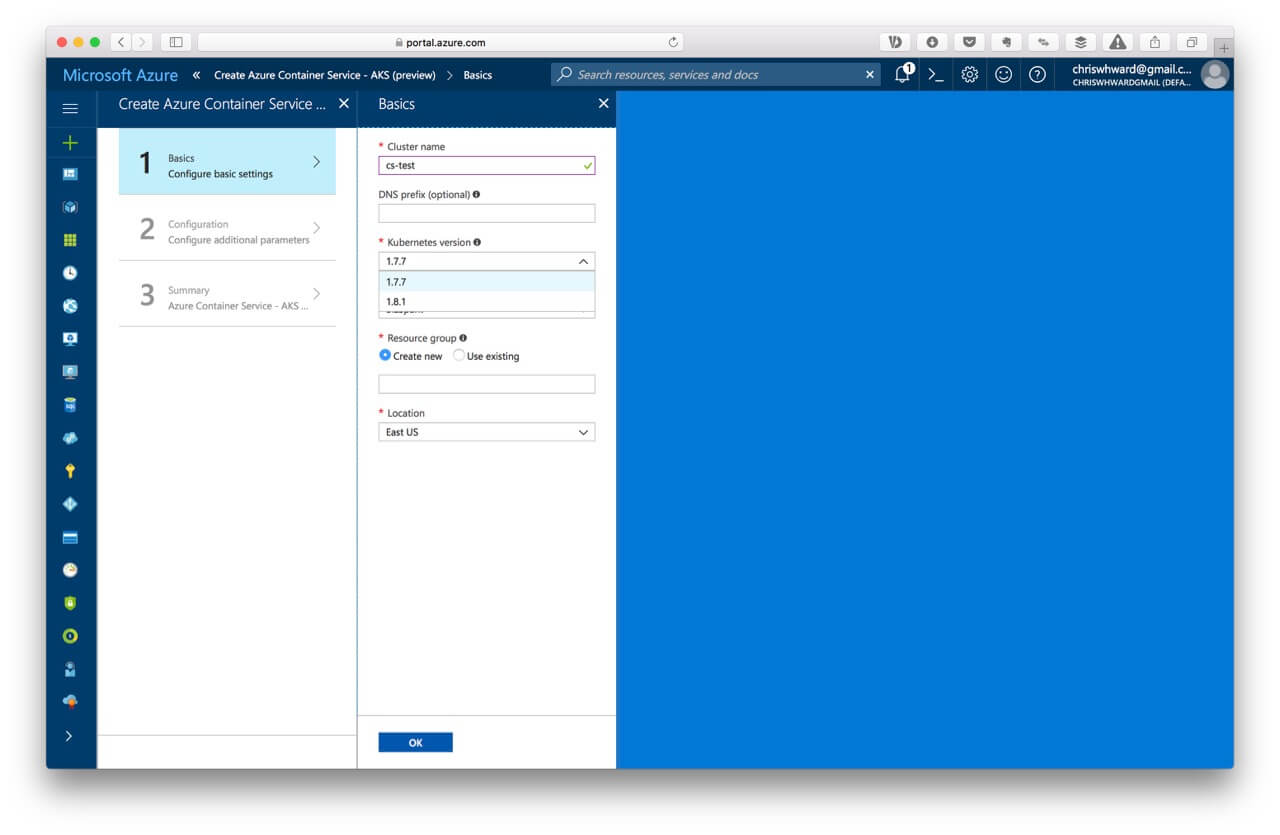 portal.azure.com
Microsoft Azure « Create Azure Container Service - AKS (preview) > Basics
Search resources, services and docs
1
chriswhward@gmail.c...
CHRISWHWARDGMAIL (DEFA...
Create Azure Container Service ...
1
Basics
Configure basic settings
2
Configuration
Configure additional parameters
3
Summary
Azure Container Service - AKS ...
Basics
* Cluster name
cs-test
DNS prefix (optional)
* Kubernetes version
1.7.7
1.7.7
1.8.1
* Resource group
Create new Use existing
* Location
East US
OK